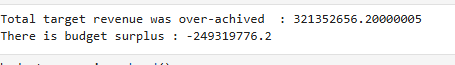 Total target revenue was over-achived  : 321352656.20000005
There is budget surplus : -249319776.2